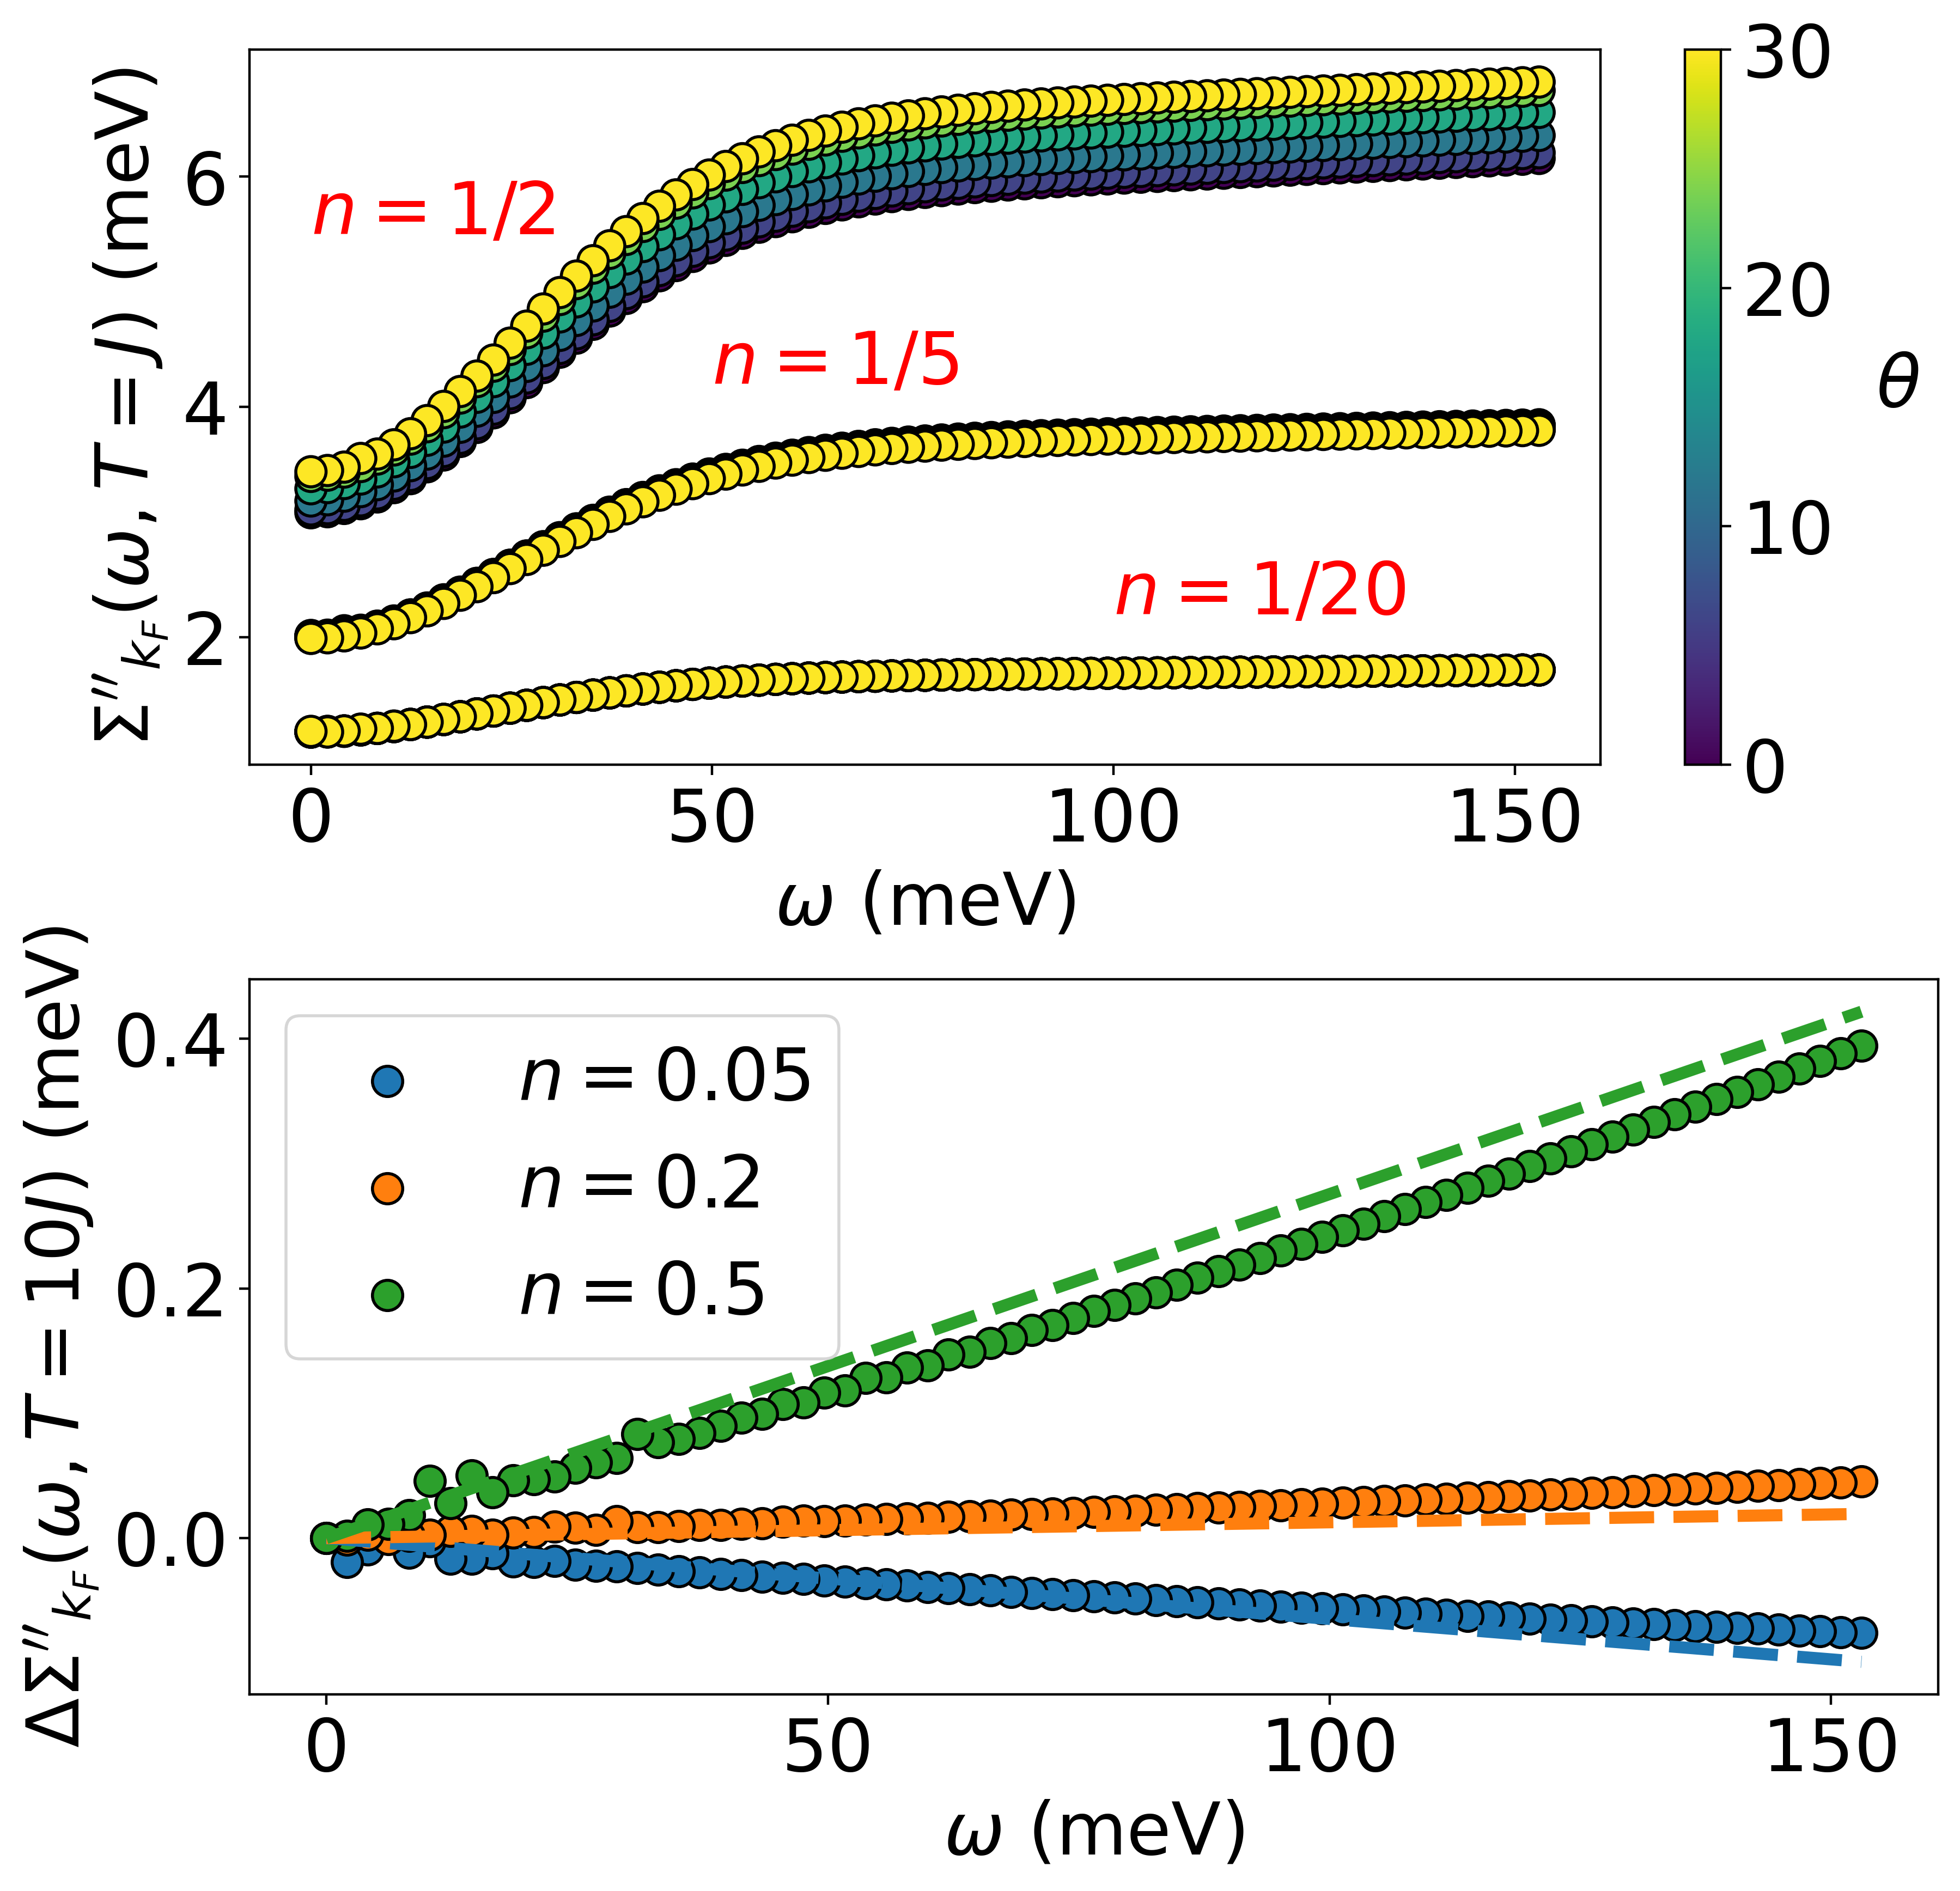 Σ″kF(ω, T = J) (meV)
6
4
2
n = 1/2
n = 1/5
n = 1/20
0 50 100 150
ω (meV)
30
20
10
0
θ
ΔΣ″kF(ω, T = 10J) (meV)
0.4
0.2
0.0
n = 0.05
n = 0.2
n = 0.5
0 50 100 150
ω (meV)